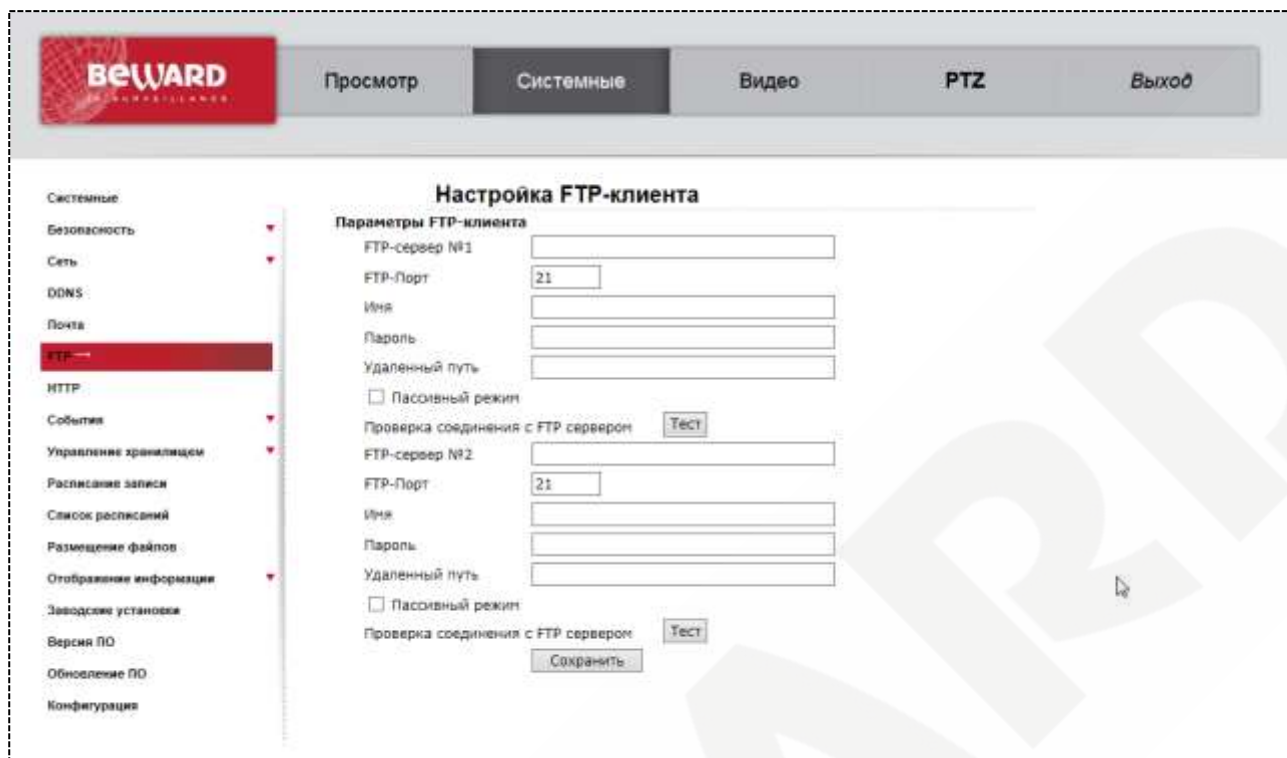 BEWARD
IP SURVEILLANCE
Просмотр
Системные
Видео
PTZ
Выход
Системные
Безопасность
Сеть
DDNS
Почта
FTP
HTTP
События
Управление хранилищем
Расписание записи
Список расписаний
Размещение файлов
Отображение информации
Заводские установки
Версия ПО
Обновление ПО
Конфигурация
Настройка FTP-клиента
Параметры FTP-клиента
FTP-сервер №1
FTP-Порт 21
Имя
Пароль
Удаленный путь
Пассивный режим
Проверка соединения с FTP сервером Тест
FTP-сервер №2
FTP-Порт 21
Имя
Пароль
Удаленный путь
Пассивный режим
Проверка соединения с FTP сервером Тест
Сохранить